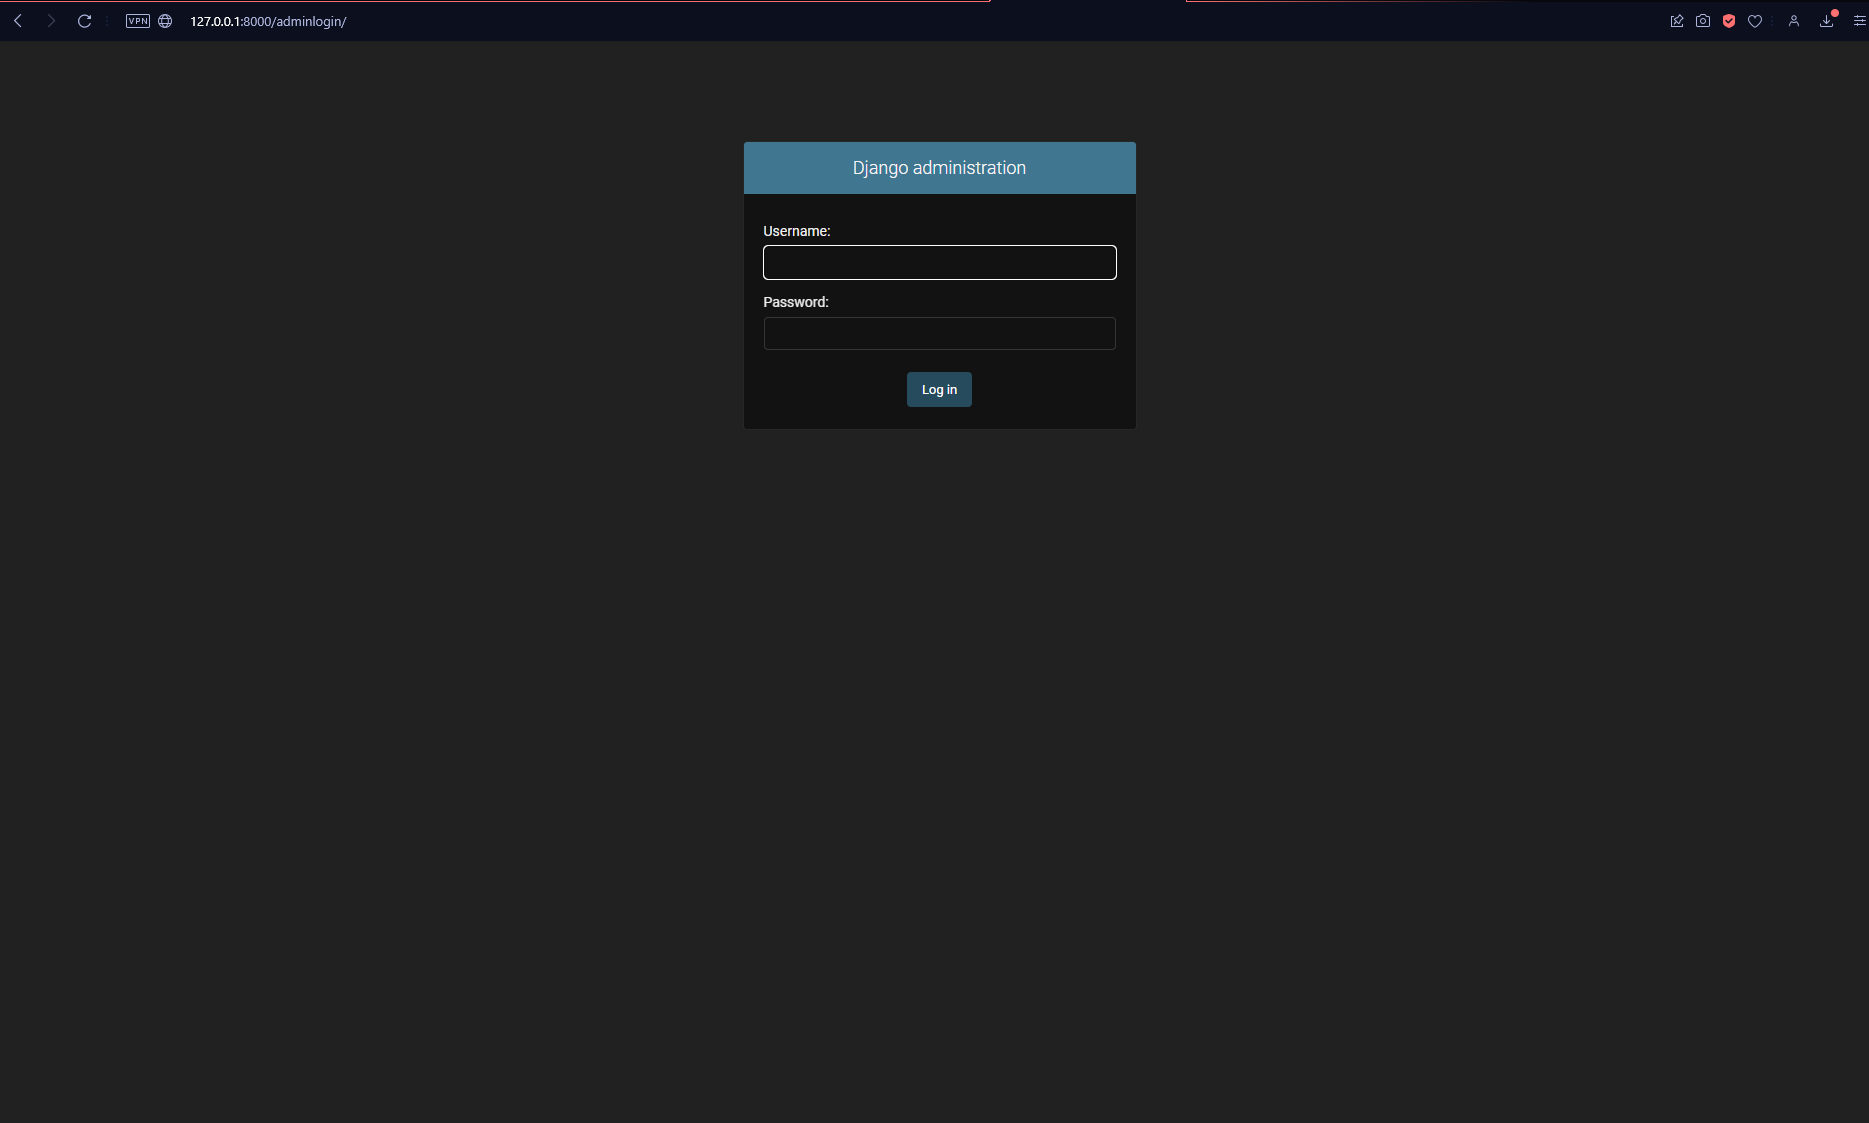 VPN 127.0.0.1:8000/adminlogin/
Django administration
Username:
Password:
Log in